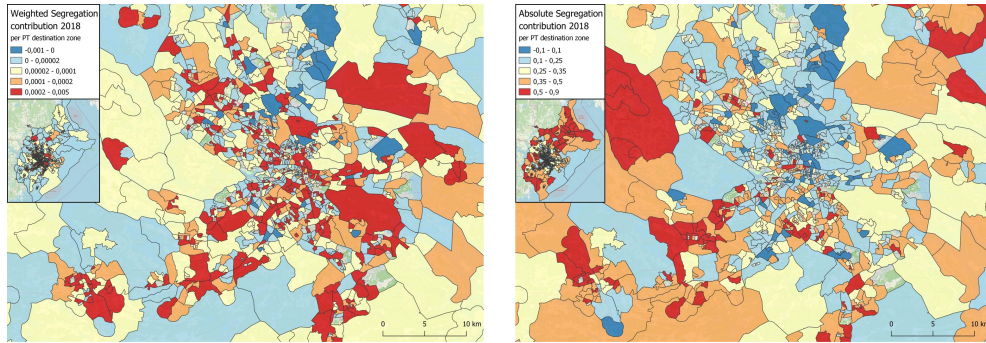 Weighted Segregation
contribution 2018
per PT destination zone
-0,001 - 0
0 - 0,00002
0,00002 - 0,0001
0,0001 - 0,0002
0,0002 - 0,005
0 5 10 km
Absolute Segregation
contribution 2018
per PT destination zone
-0,1 - 0,1
0,1 - 0,25
0,25 - 0,35
0,35 - 0,5
0,5 - 0,9
0 5 10 km